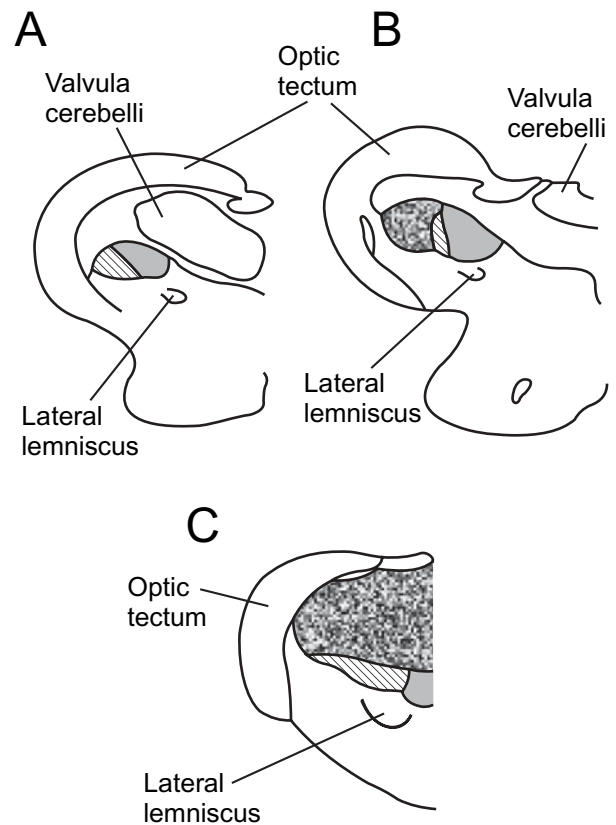 A
B
Optic
tectum
Valvula
cerebelli
Valvula
cerebelli
Lateral
lemniscus
Lateral
lemniscus
C
Optic
tectum
Lateral
lemniscus